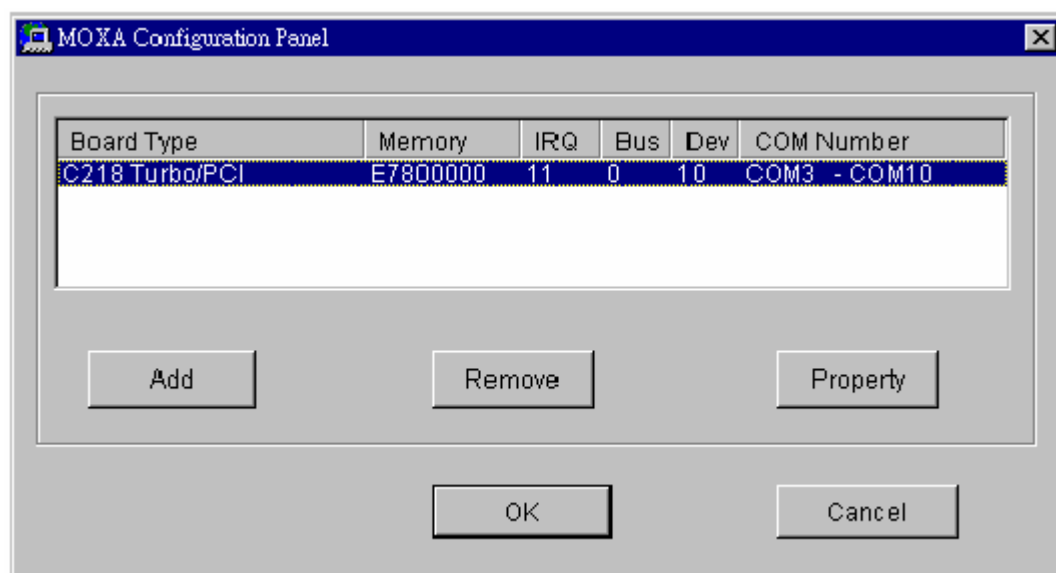 MOXA Configuration Panel
Board Type Memory IRQ Bus Dev COM Number
C218 Turbo/PCI E7800000 11 0 10 COM3 - COM10
Add Remove Property
OK Cancel